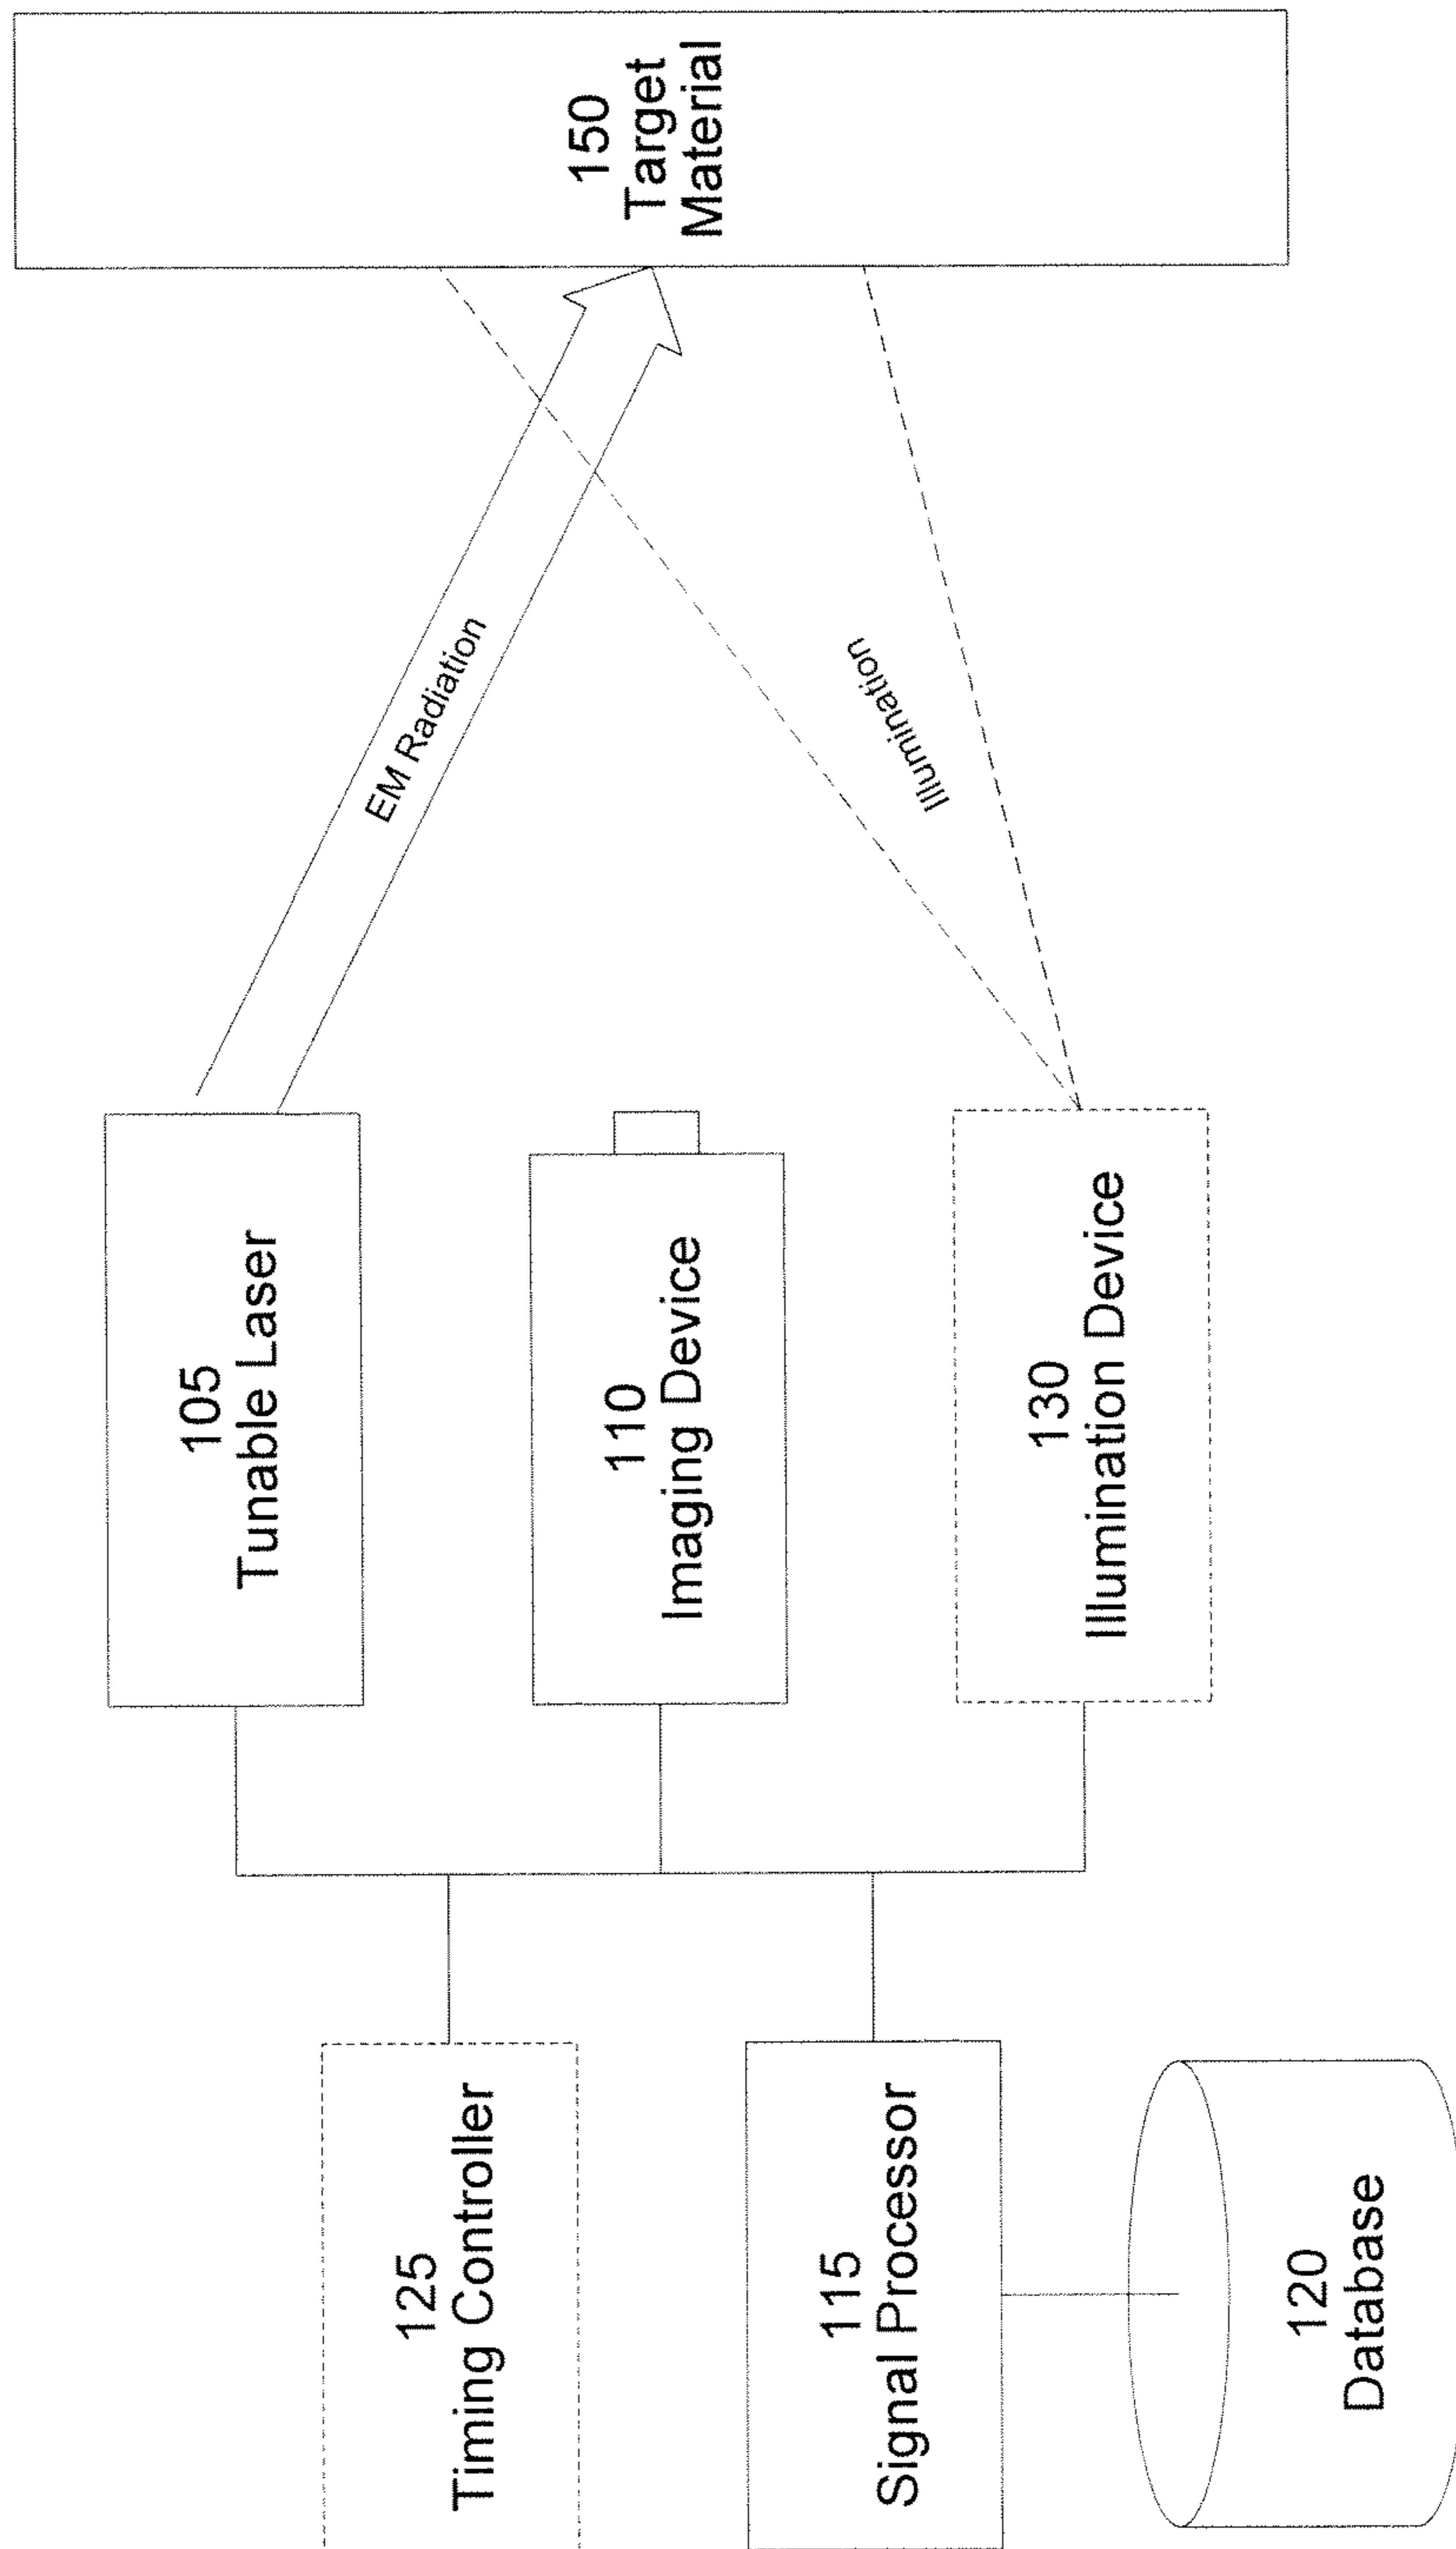 125
Timing Controller
115
Signal Processor
120
Database
105
Tunable Laser
110
Imaging Device
130
Illumination Device
EM Radiation
Illumination
150
Target
Material